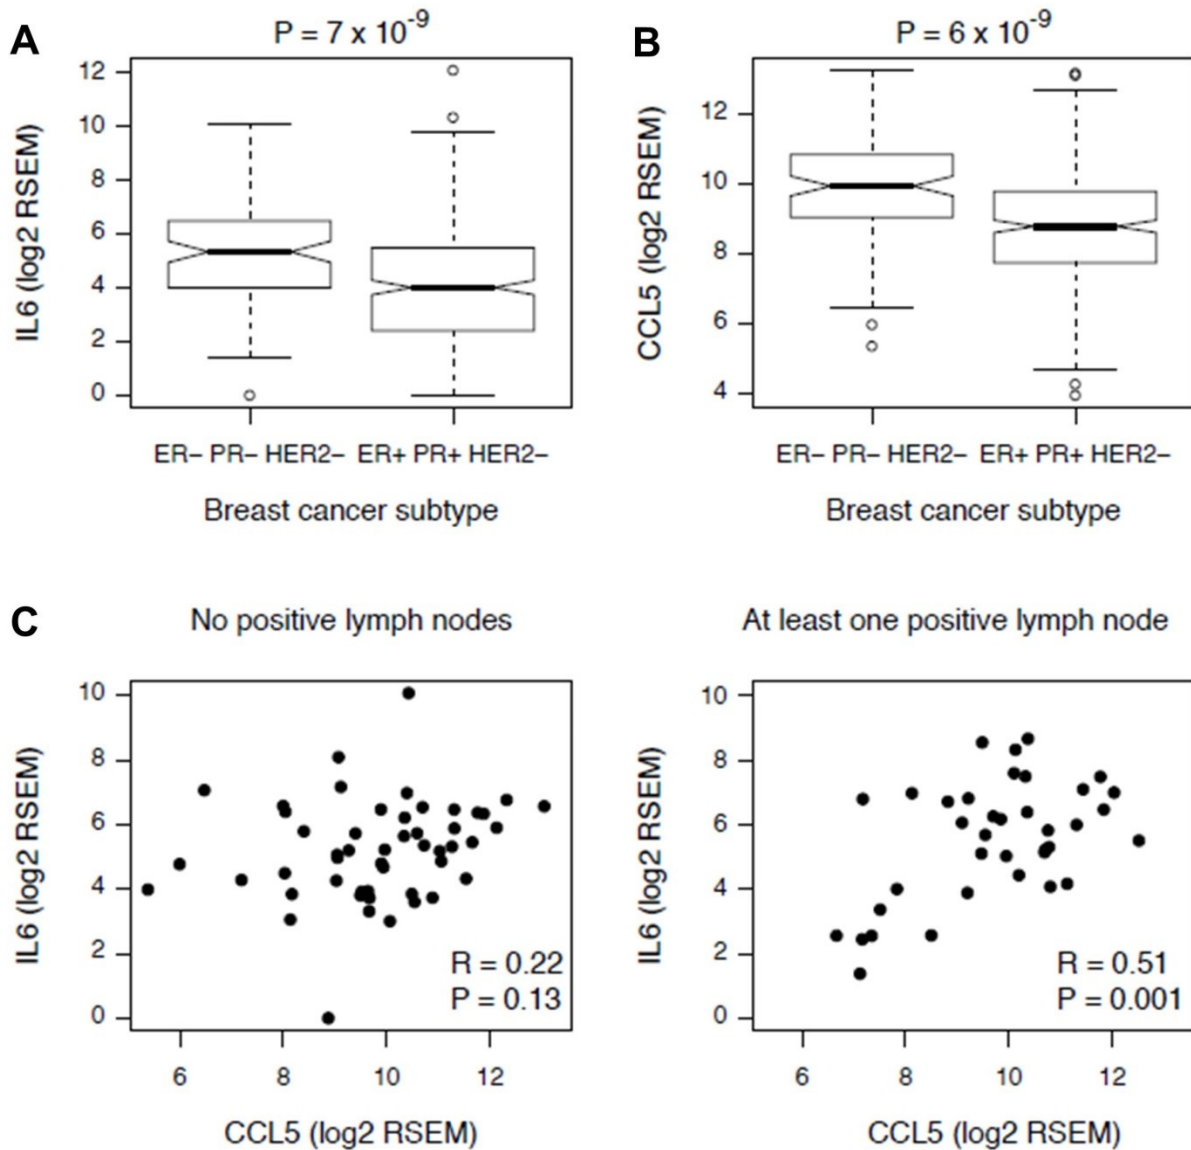 A
P = 7 x 10^-9
IL6 (log2 RSEM)
12
10
8
6
4
2
0
ER– PR– HER2– ER+ PR+ HER2–
Breast cancer subtype
B
P = 6 x 10^-9
CCL5 (log2 RSEM)
12
10
8
6
4
ER– PR– HER2– ER+ PR+ HER2–
Breast cancer subtype
C
No positive lymph nodes
IL6 (log2 RSEM)
10
8
6
4
2
0
R = 0.22
P = 0.13
6 8 10 12
CCL5 (log2 RSEM)
At least one positive lymph node
IL6 (log2 RSEM)
10
8
6
4
2
0
R = 0.51
P = 0.001
6 8 10 12
CCL5 (log2 RSEM)